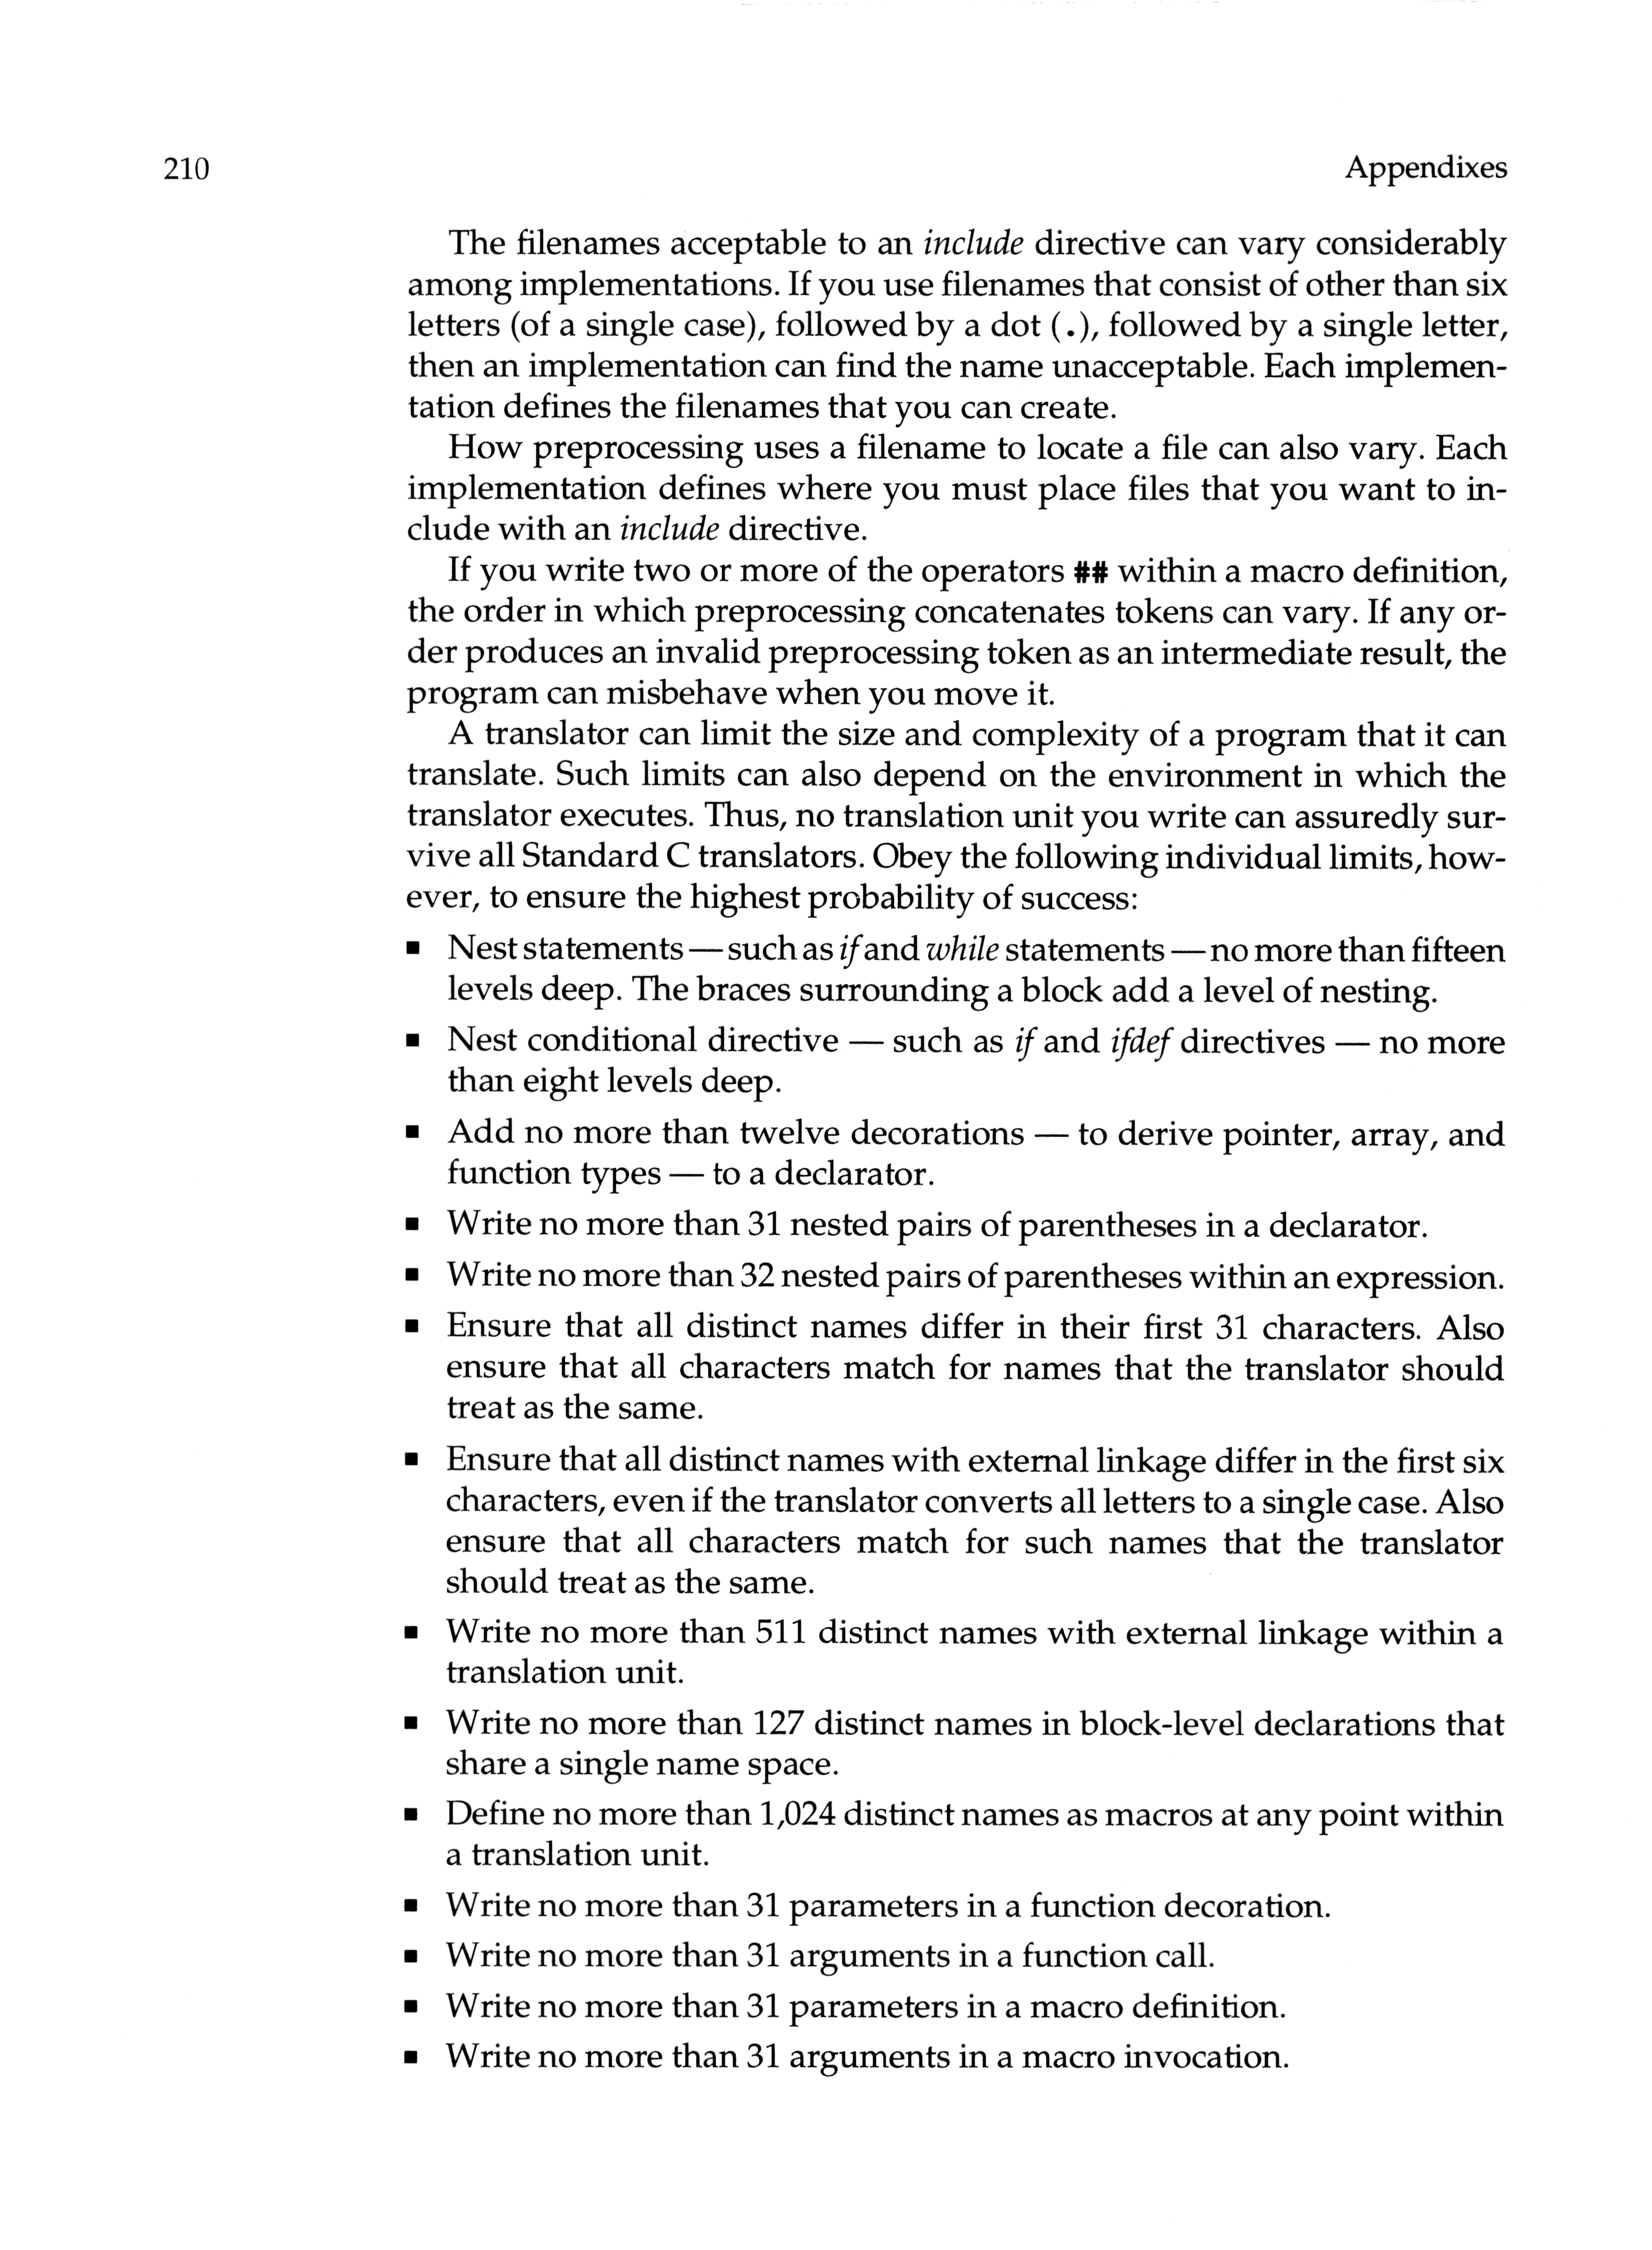 210
Appendixes
The filenames acceptable to an include directive can vary considerably
among implementations. If you use filenames that consist of other than six
letters (of a single case), followed by a dot (.), followed by a single letter,
then an implementation can find the name unacceptable. Each implemen-
tation defines the filenames that you can create.
How preprocessing uses a filename to locate a file can also vary. Each
implementation defines where you must place files that you want to in-
clude with an include directive.
If you write two or more of the operators ## within a macro definition,
the order in which preprocessing concatenates tokens can vary. If any or-
der produces an invalid preprocessing token as an intermediate result, the
program can misbehave when you move it.
A translator can limit the size and complexity of a program that it can
translate. Such limits can also depend on the environment in which the
translator executes. Thus, no translation unit you write can assuredly sur-
vive all Standard C translators. Obey the following individual limits, how-
ever, to ensure the highest probability of success:
▪ Nest statements — such as if and while statements — no more than fifteen
levels deep. The braces surrounding a block add a level of nesting.
▪ Nest conditional directive — such as if and ifdef directives — no more
than eight levels deep.
▪ Add no more than twelve decorations — to derive pointer, array, and
function types — to a declarator.
▪ Write no more than 31 nested pairs of parentheses in a declarator.
▪ Write no more than 32 nested pairs of parentheses within an expression.
▪ Ensure that all distinct names differ in their first 31 characters. Also
ensure that all characters match for names that the translator should
treat as the same.
▪ Ensure that all distinct names with external linkage differ in the first six
characters, even if the translator converts all letters to a single case. Also
ensure that all characters match for such names that the translator
should treat as the same.
▪ Write no more than 511 distinct names with external linkage within a
translation unit.
▪ Write no more than 127 distinct names in block-level declarations that
share a single name space.
▪ Define no more than 1,024 distinct names as macros at any point within
a translation unit.
▪ Write no more than 31 parameters in a function decoration.
▪ Write no more than 31 arguments in a function call.
▪ Write no more than 31 parameters in a macro definition.
▪ Write no more than 31 arguments in a macro invocation.